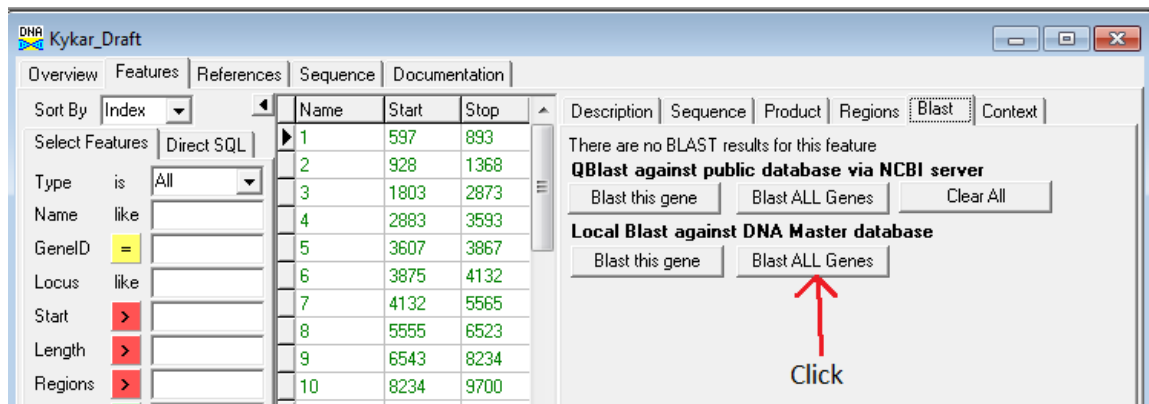 DNA Kykar_Draft
Overview Features References Sequence Documentation
Sort By Index
Select Features Direct SQL
Type is All
Name like
GeneID =
Locus like
Start >
Length >
Regions >
Name Start Stop
1 597 893
2 928 1368
3 1803 2873
4 2883 3593
5 3607 3867
6 3875 4132
7 4132 5565
8 5555 6523
9 6543 8234
10 8234 9700
Description Sequence Product Regions Blast Context
There are no BLAST results for this feature
QBlast against public database via NCBI server
Blast this gene Blast ALL Genes Clear All
Local Blast against DNA Master database
Blast this gene Blast ALL Genes
Click